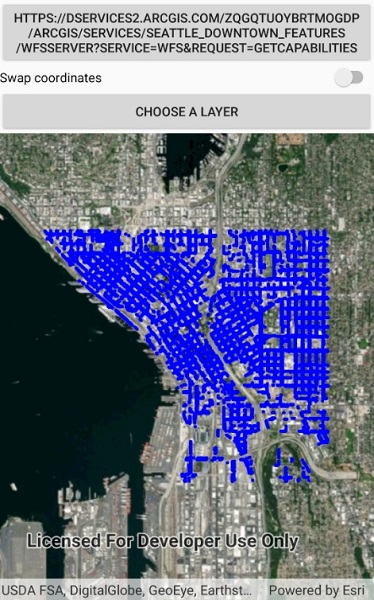 HTTPS://DSERVICES2.ARCGIS.COM/ZQGQTUOYBRTMOGDP
/ARCGIS/SERVICES/SEATTLE_DOWNTOWN_FEATURES
/WFSSERVER?SERVICE=WFS&REQUEST=GETCAPABILITIES
Swap coordinates
CHOOSE A LAYER
Licensed For Developer Use Only
USDA FSA, DigitalGlobe, GeoEye, Earthst... Powered by Esri